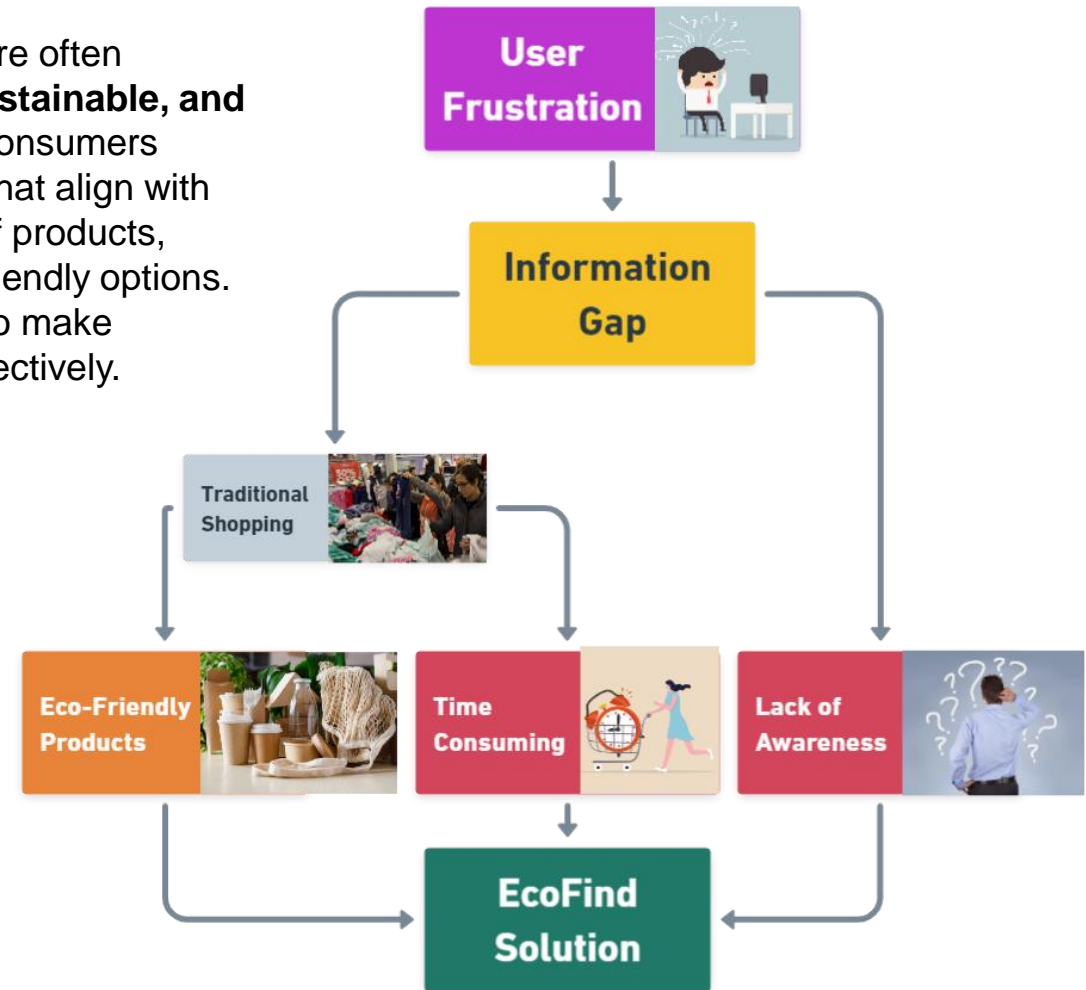 re often
stainable, and
onsumers
hat align with
f products,
endly options.
o make
ectively.
User
Frustration
Information
Gap
Traditional
Shopping
Eco-Friendly
Products
Time
Consuming
Lack of
Awareness
EcoFind
Solution